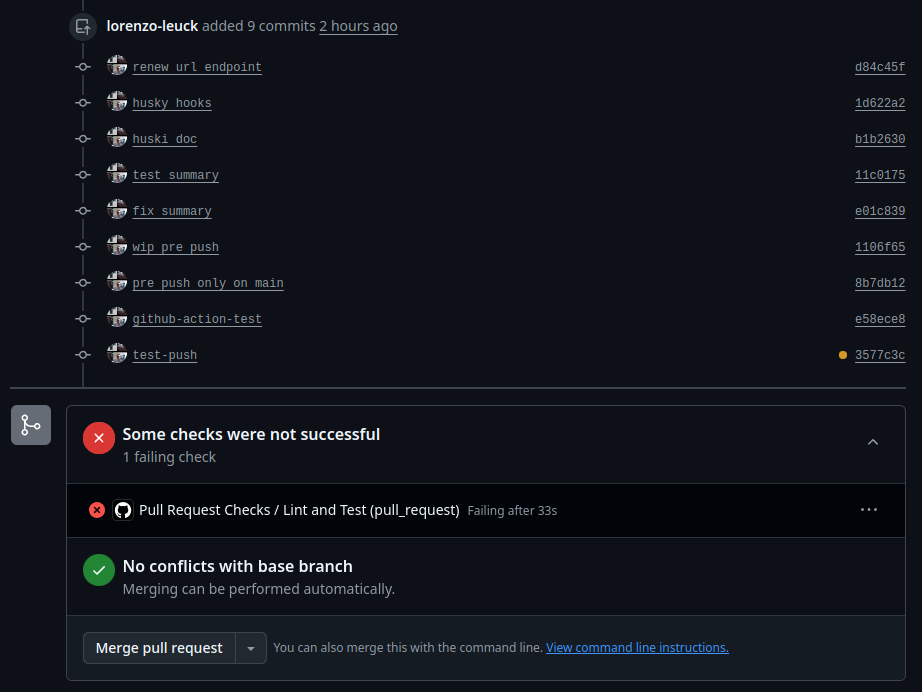 lorenzo-leuck added 9 commits 2 hours ago
renew url endpoint d84c45f
husky hooks 1d622a2
huski doc b1b2630
test summary 11c0175
fix summary e01c839
wip pre push 1106f65
pre push only on main 8b7db12
github-action-test e58ece8
test-push 3577c3c
Some checks were not successful
1 failing check
Pull Request Checks / Lint and Test (pull_request) Failing after 33s
No conflicts with base branch
Merging can be performed automatically.
Merge pull request You can also merge this with the command line. View command line instructions.